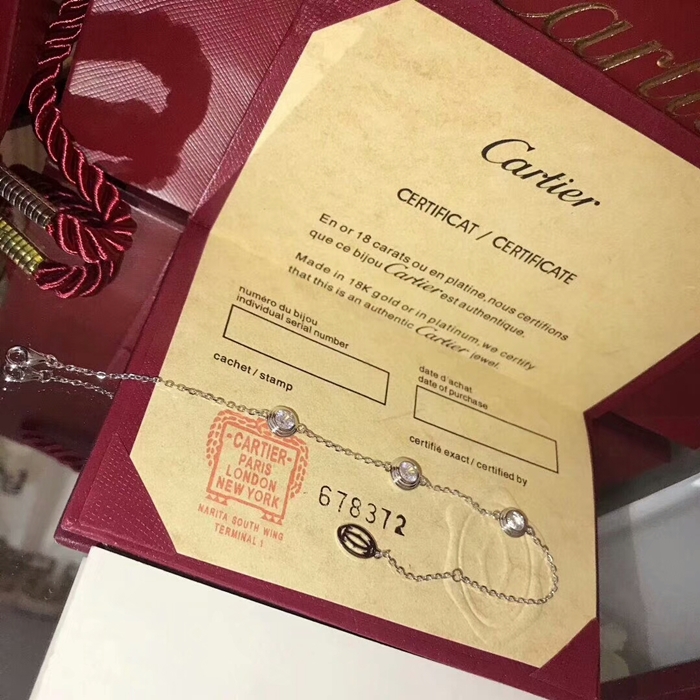 Cartier
CERTIFICAT / CERTIFICATE
En or 18 carats ou en platine, nous certifions
que ce bijou Cartier est authentique.
Made in 18K gold or in platinum, we certify
that this is an authentic Cartier jewel.
numéro du bijou
individual serial number
date d'achat
date of purchase
cachet / stamp
certifié exact / certified by
-CARTIER-
PARIS
LONDON
NEW YORK
NARITA SOUTH WING
TERMINAL 1
678372